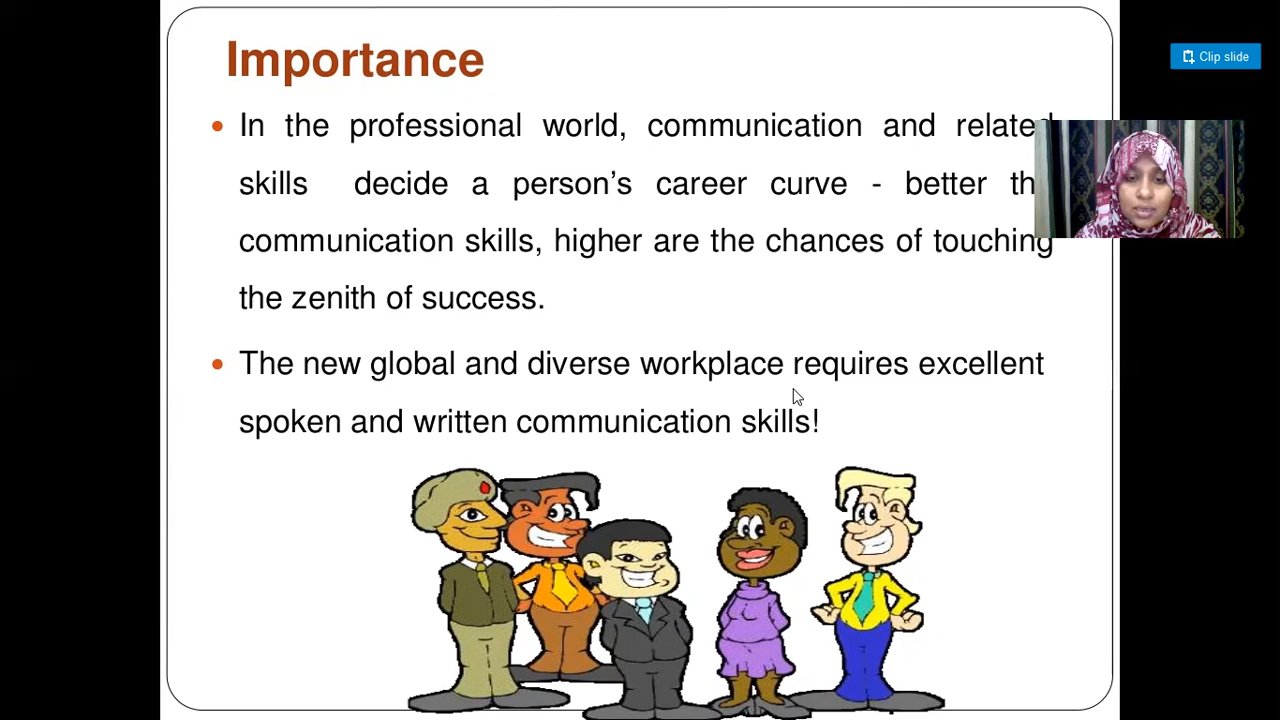 Importance
Clip slide
• In the professional world, communication and related
skills decide a person’s career curve - better the
communication skills, higher are the chances of touching
the zenith of success.
• The new global and diverse workplace requires excellent
spoken and written communication skills!